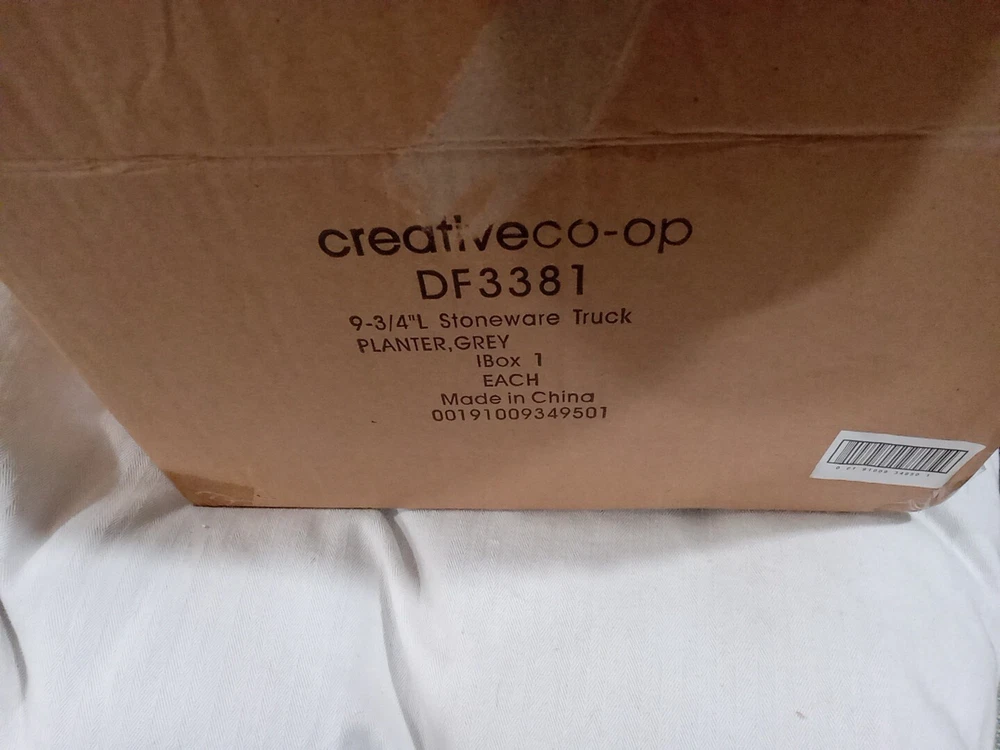 creativeco-op
DF3381
9-3/4"L Stoneware Truck
PLANTER,GREY
IBox 1
EACH
Made in China
00191009349501